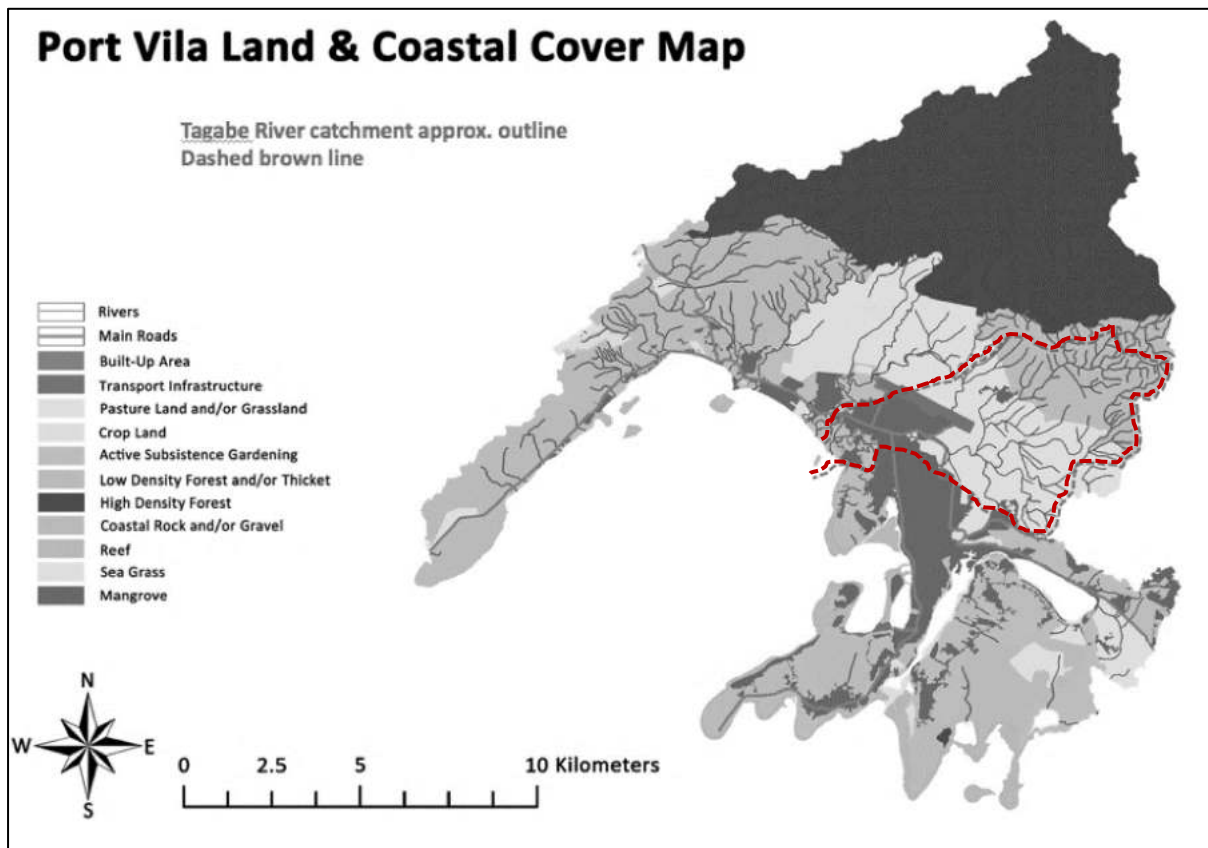 Port Vila Land & Coastal Cover Map
Tagabe River catchment approx. outline
Dashed brown line
Rivers
Main Roads
Built-Up Area
Transport Infrastructure
Pasture Land and/or Grassland
Crop Land
Active Subsistence Gardening
Low Density Forest and/or Thicket
High Density Forest
Coastal Rock and/or Gravel
Reef
Sea Grass
Mangrove
N
W E
S
0 2.5 5 10 Kilometers